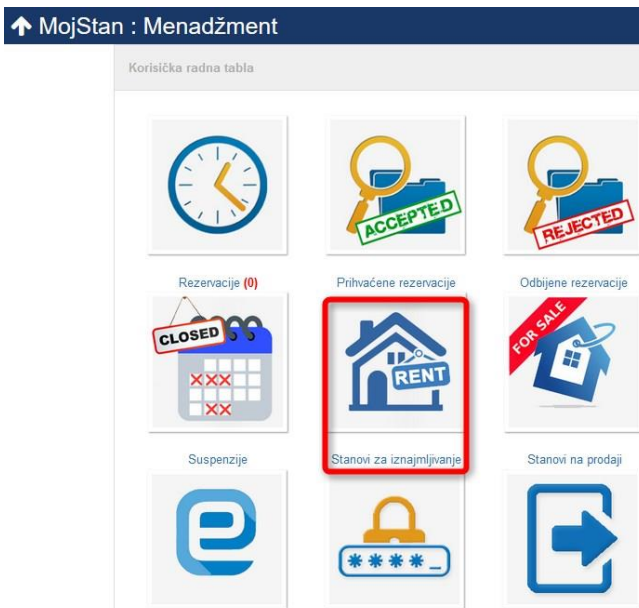 MojStan : Menadžment
Korisička radna tabla
ACCEPTED
REJECTED
Rezervacije (0)
Prihvaćene rezervacije
Odbijene rezervacije
CLOSED
RENT
FOR SALE
Suspenzije
Stanovi za iznajmljivanje
Stanovi na prodaji
e
****_